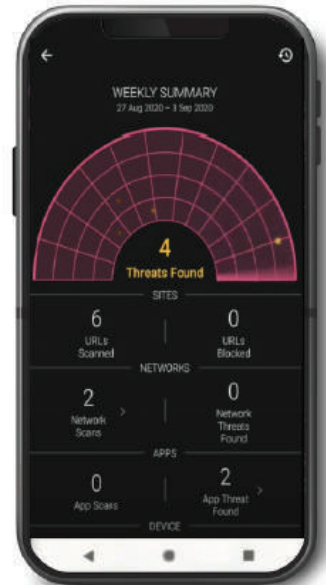 WEEKLY SUMMARY
27 Aug 2020 – 3 Sep 2020
4
Threats Found
SITES
6
URLs
Scanned
0
URLs
Blocked
NETWORKS
2
Network
Scans
0
Network
Threats
Found
APPS
0
App Scans
2
App Threat
Found
DEVICE